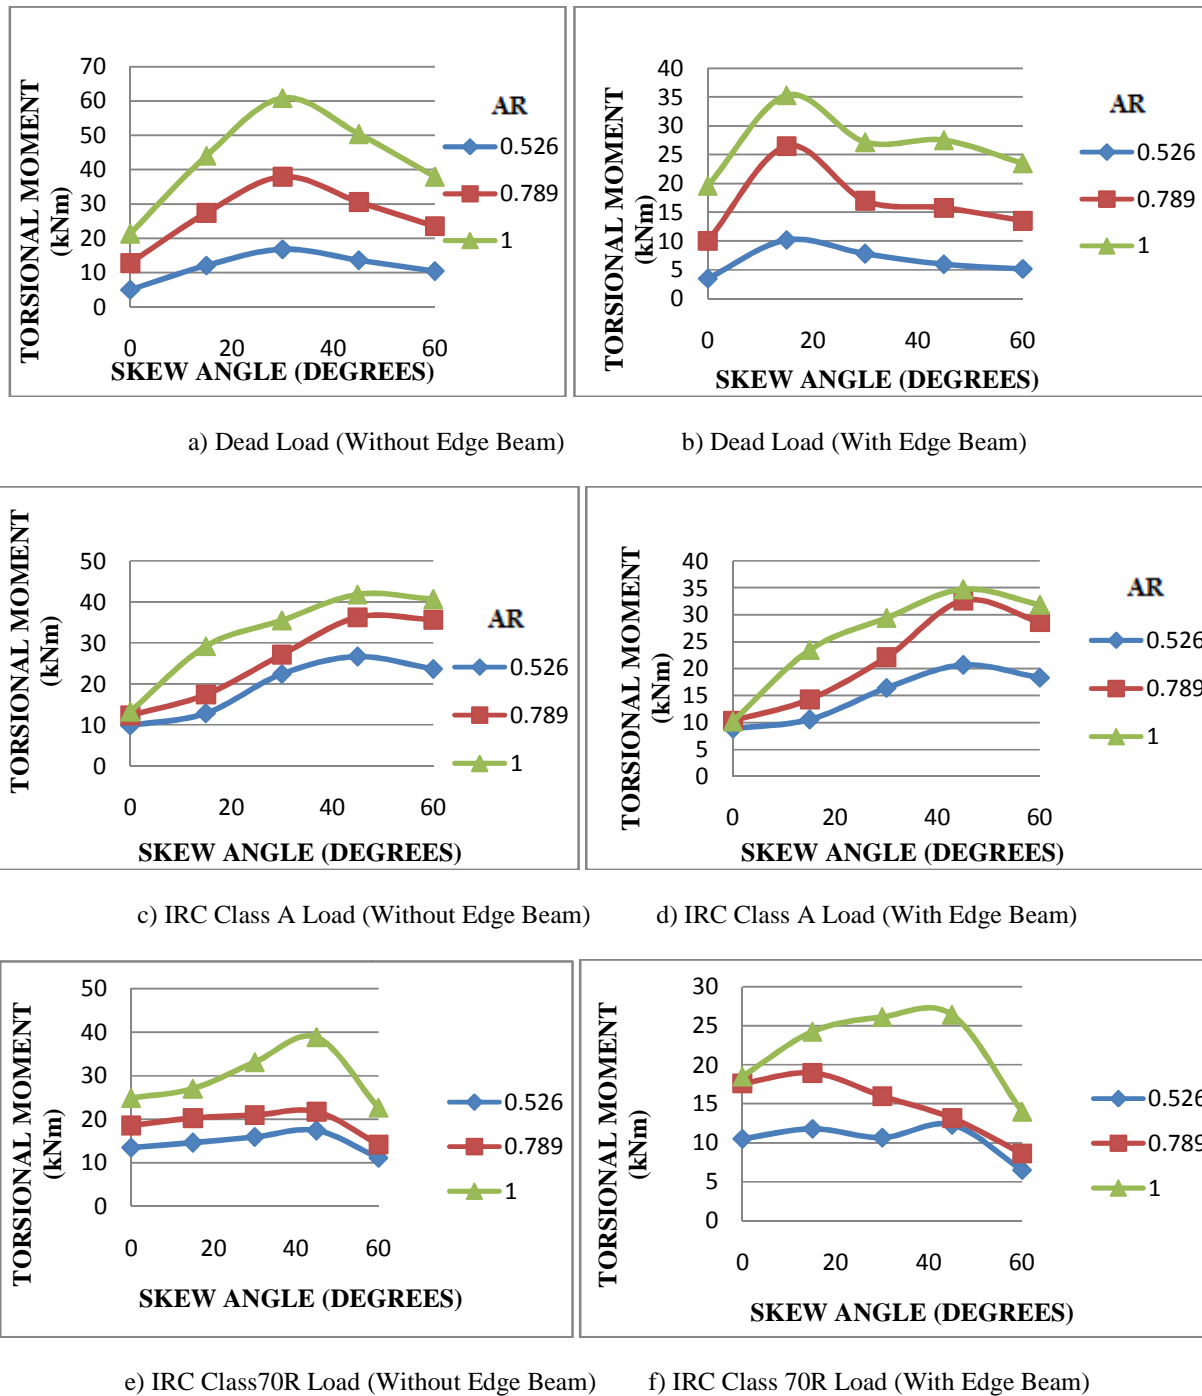 TORSIONAL MOMENT
(kNm)
70
60
50
40
30
20
10
0
0 20 40 60
SKEW ANGLE (DEGREES)
AR
0.526
0.789
1
TORSIONAL MOMENT
(kNm)
40
35
30
25
20
15
10
5
0
0 20 40 60
SKEW ANGLE (DEGREES)
AR
0.526
0.789
1
a) Dead Load (Without Edge Beam) b) Dead Load (With Edge Beam)
TORSIONAL MOMENT
(kNm)
50
40
30
20
10
0
0 20 40 60
SKEW ANGLE (DEGREES)
AR
0.526
0.789
1
TORSIONAL MOMENT
(kNm)
40
35
30
25
20
15
10
5
0
0 20 40 60
SKEW ANGLE (DEGREES)
AR
0.526
0.789
1
c) IRC Class A Load (Without Edge Beam) d) IRC Class A Load (With Edge Beam)
TORSIONAL MOMENT
(kNm)
50
40
30
20
10
0
0 20 40 60
SKEW ANGLE (DEGREES)
0.526
0.789
1
TORSIONAL MOMENT
(kNm)
30
25
20
15
10
5
0
0 20 40 60
SKEW ANGLE (DEGREES)
0.526
0.789
1
e) IRC Class70R Load (Without Edge Beam) f) IRC Class 70R Load (With Edge Beam)